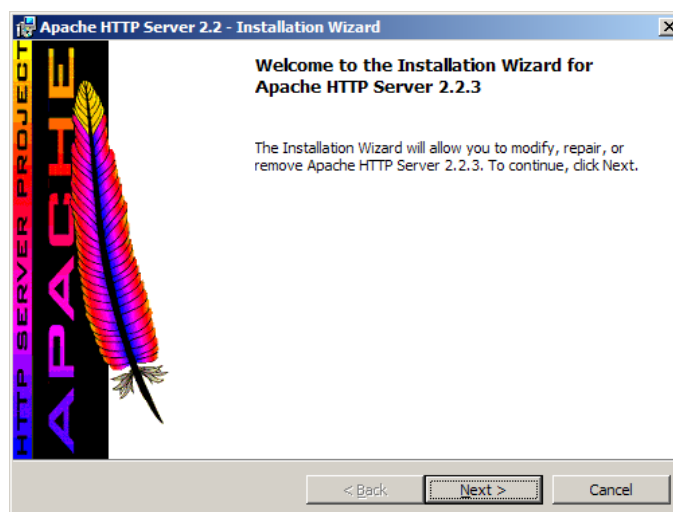 Apache HTTP Server 2.2 - Installation Wizard
HTTP SERVER PROJECT
APACHE
Welcome to the Installation Wizard for
Apache HTTP Server 2.2.3
The Installation Wizard will allow you to modify, repair, or
remove Apache HTTP Server 2.2.3. To continue, click Next.
< Back
Next >
Cancel